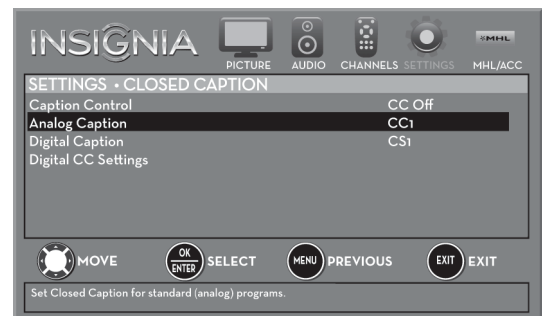 INSIGNIA
PICTURE AUDIO CHANNELS SETTINGS MHL MHL/ACC
SETTINGS • CLOSED CAPTION
Caption Control CC Off
Analog Caption CC1
Digital Caption CS1
Digital CC Settings
MOVE OK ENTER SELECT MENU PREVIOUS EXIT EXIT
Set Closed Caption for standard (analog) programs.